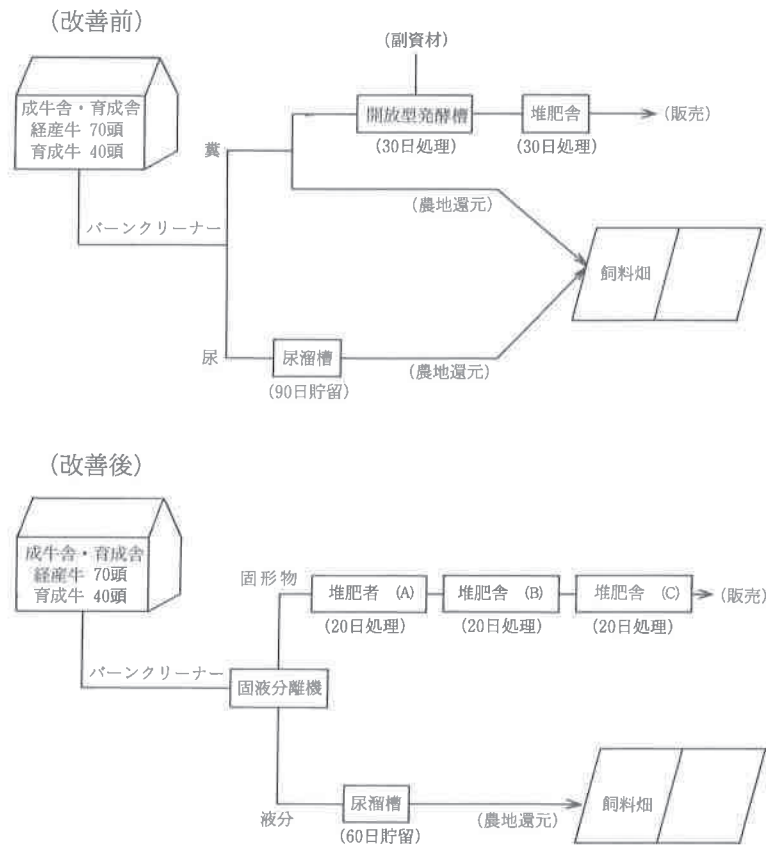 (改善前)
(副資材)
成牛舎・育成舎
経産牛 70頭
育成牛 40頭
開放型発酵槽
堆肥舎
(販売)
糞
(30日処理)
(30日処理)
(農地還元)
バーンクリーナー
飼料畑
尿
尿溜槽
(農地還元)
(90日貯留)
(改善後)
成牛舎・育成舎
経産牛 70頭
育成牛 40頭
固形物
堆肥者 (A)
堆肥舎 (B)
堆肥舎 (C)
(販売)
(20日処理)
(20日処理)
(20日処理)
バーンクリーナー
固液分離機
液分
尿溜槽
(農地還元)
飼料畑
(60日貯留)